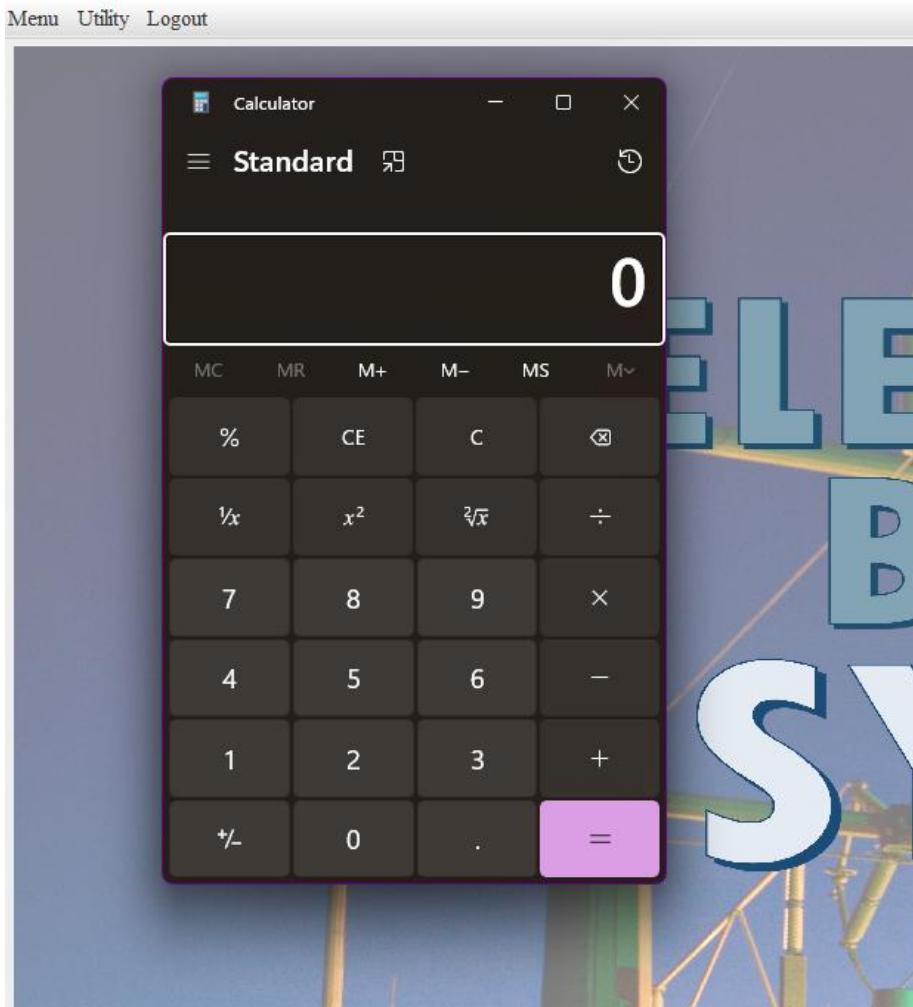 Menu Utility Logout
Calculator
Standard
0
MC MR M+ M− MS M
% CE C
¹/x x² ²√x ÷
7 8 9 ×
4 5 6 −
1 2 3 +
+/− 0 . =
ELE
B
SY